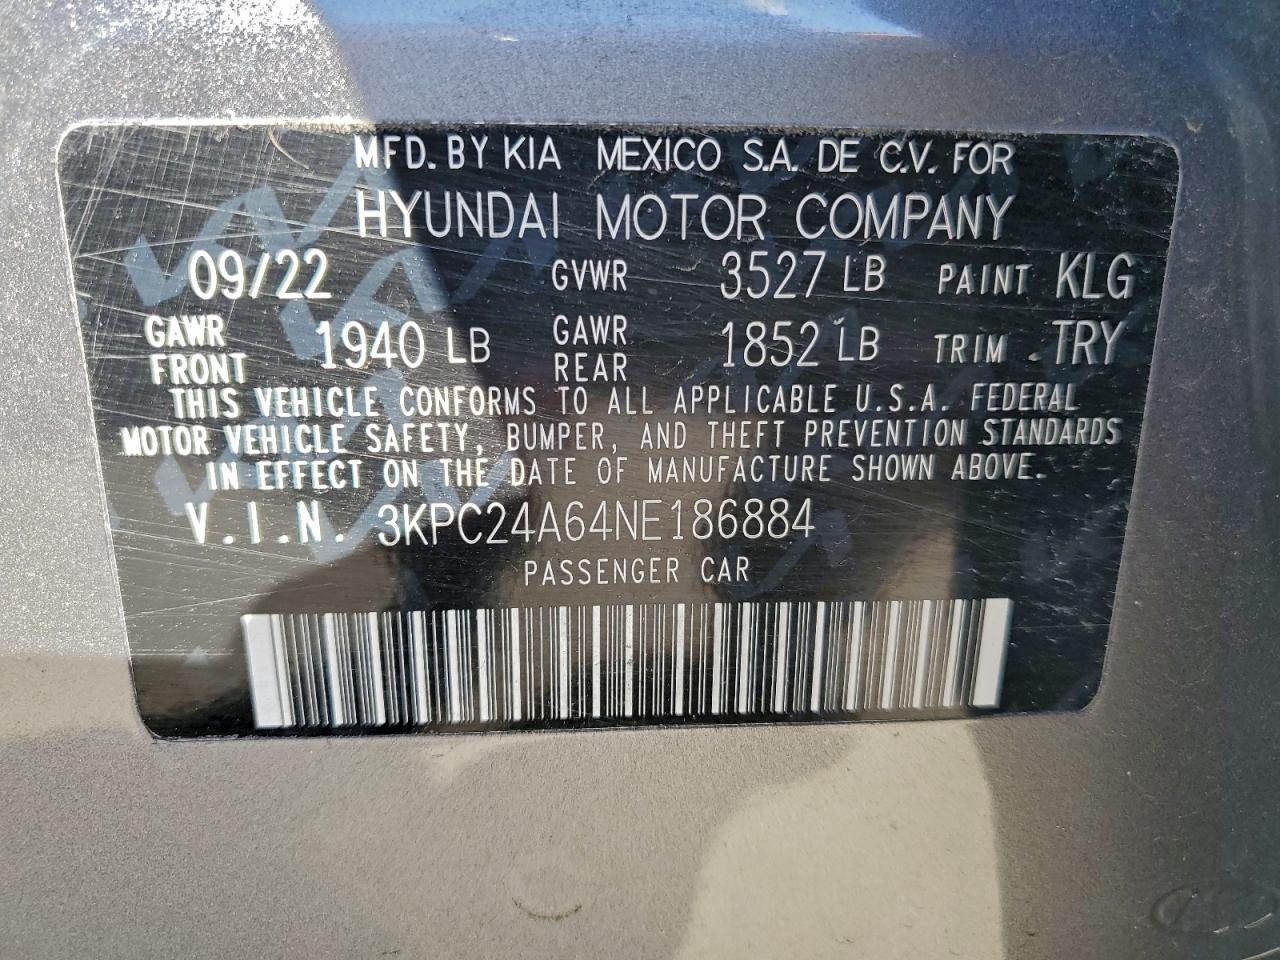 MFD. BY KIA MEXICO S.A. DE C.V. FOR
HYUNDAI MOTOR COMPANY
09/22 GVWR 3527 LB PAINT KLG
GAWR FRONT 1940 LB GAWR REAR 1852 LB TRIM TRY
THIS VEHICLE CONFORMS TO ALL APPLICABLE U.S.A. FEDERAL
MOTOR VEHICLE SAFETY, BUMPER, AND THEFT PREVENTION STANDARDS
IN EFFECT ON THE DATE OF MANUFACTURE SHOWN ABOVE.
V.I.N. 3KPC24A64NE186884
PASSENGER CAR